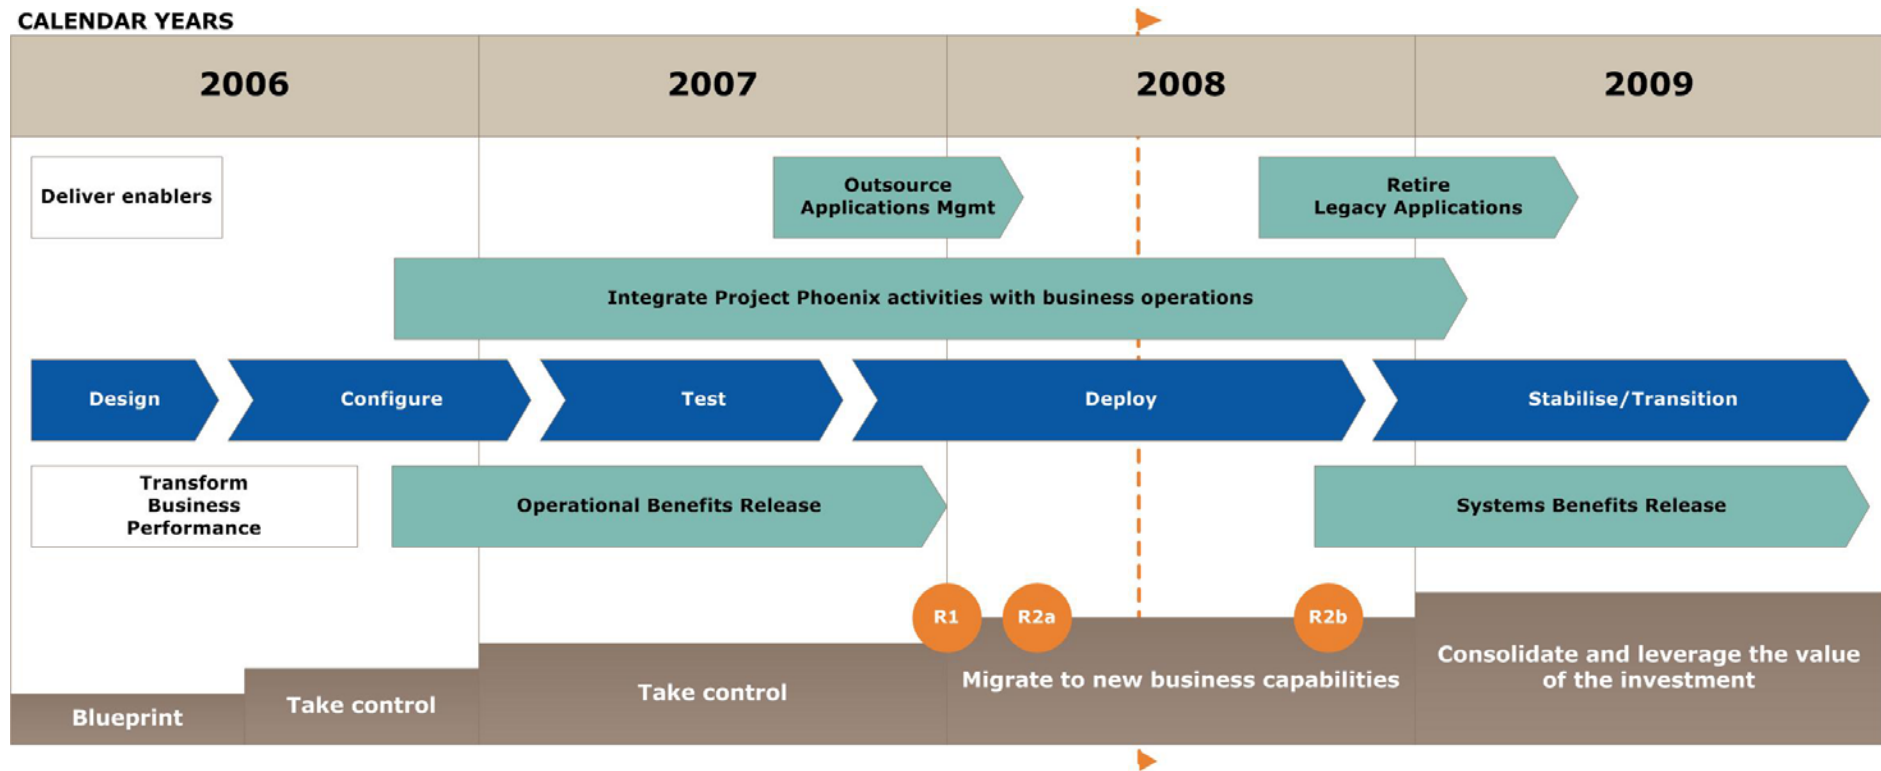 CALENDAR YEARS
2006
2007
2008
2009
Deliver enablers
Outsource
Applications Mgmt
Retire
Legacy Applications
Integrate Project Phoenix activities with business operations
Design
Configure
Test
Deploy
Stabilise/Transition
Transform
Business
Performance
Operational Benefits Release
Systems Benefits Release
R1
R2a
R2b
Blueprint
Take control
Take control
Migrate to new business capabilities
Consolidate and leverage the value
of the investment